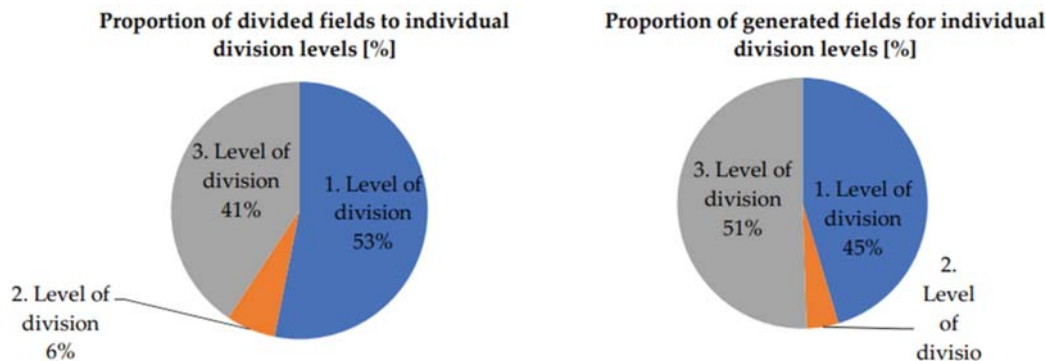 Proportion of divided fields to individual
division levels [%]
3. Level of
division
41%
1. Level of
division
53%
2. Level of
division
6%
Proportion of generated fields for individual
division levels [%]
3. Level of
division
51%
1. Level of
division
45%
2.
Level
of
divisio